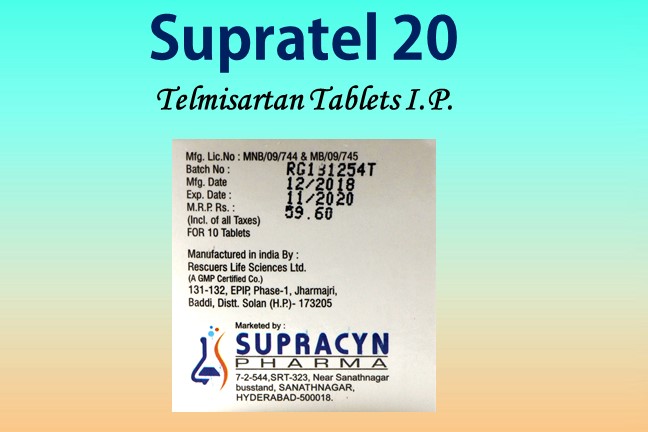 Supratel 20
Telmisartan Tablets I.P.
Mfg. Lic.No : MNB/09/744 & MB/09/745
Batch No : RG131254T
Mfg. Date 12/2018
Exp. Date : 11/2020
M.R.P. Rs. : 59.60
(Incl. of all Taxes)
FOR 10 Tablets
Manufactured in india By :
Rescuers Life Sciences Ltd.
(A GMP Certified Co.)
131-132, EPIP, Phase-1, Jharmajri,
Baddi, Distt. Solan (H.P.)- 173205
Marketed by :
SUPRACYN
PHARMA
7-2-544,SRT-323, Near Sanathnagar
busstand, SANATHNAGAR,
HYDERABAD-500018.